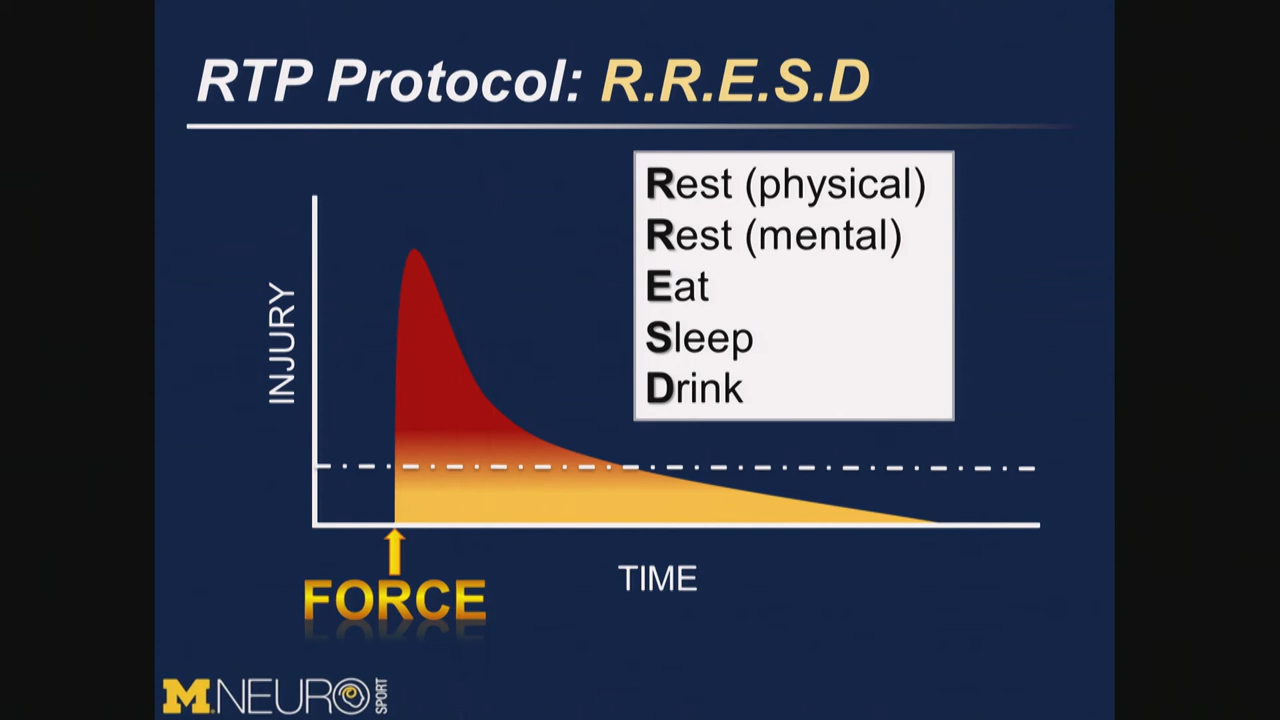 RTP Protocol: R.R.E.S.D
Rest (physical)
Rest (mental)
Eat
Sleep
Drink
INJURY
TIME
FORCE
M.NEURO SPORT